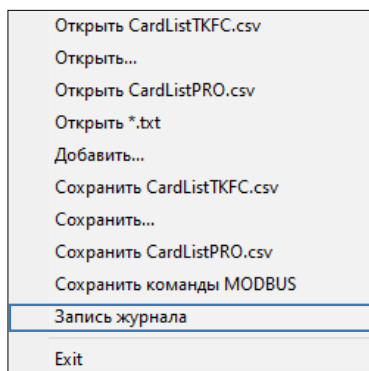 Открыть CardListTKFC.csv
Открыть...
Открыть CardListPRO.csv
Открыть *.txt
Добавить...
Сохранить CardListTKFC.csv
Сохранить...
Сохранить CardListPRO.csv
Сохранить команды MODBUS
Запись журнала
Exit